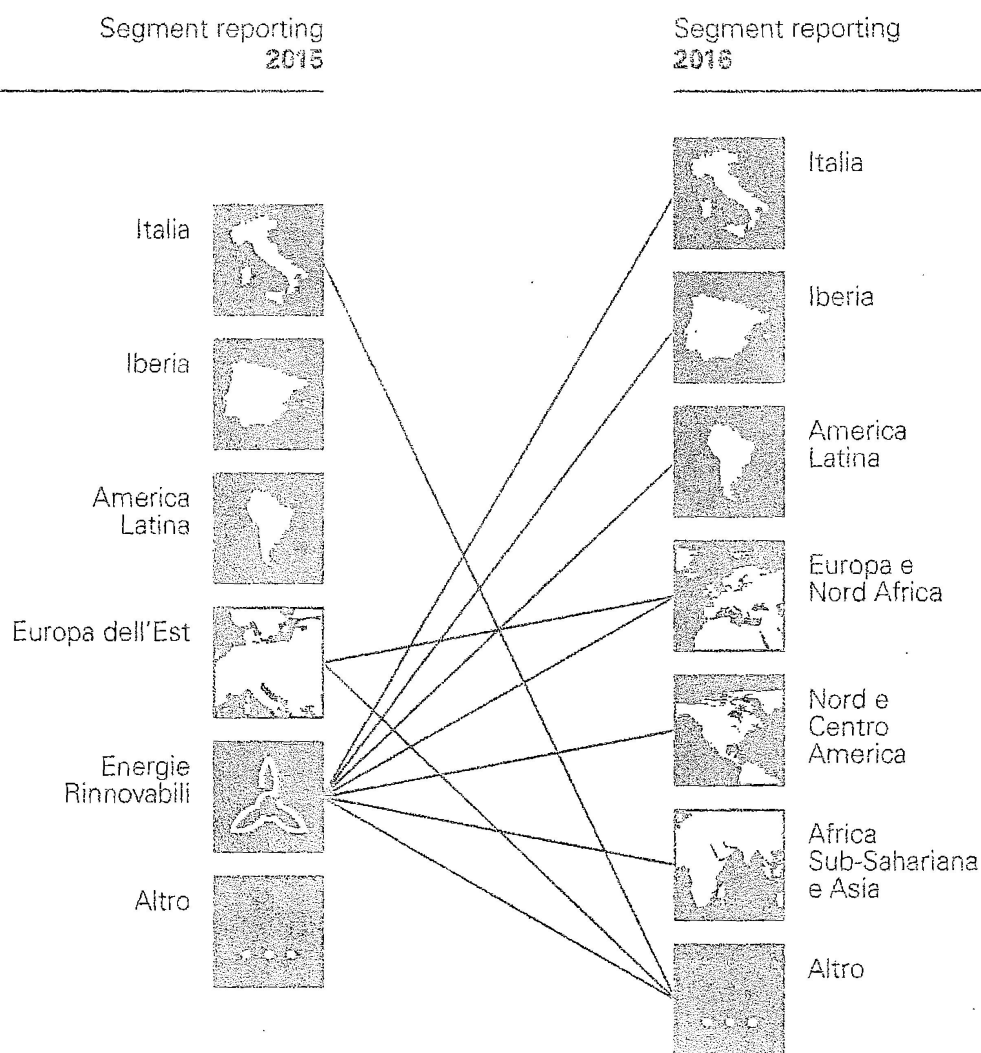 Segment reporting
2015
Segment reporting
2016
Italia
Iberia
America
Latina
Europa dell'Est
Energie
Rinnovabili
Altro
Italia
Iberia
America
Latina
Europa e
Nord Africa
Nord e
Centro
America
Africa
Sub-Sahariana
e Asia
Altro